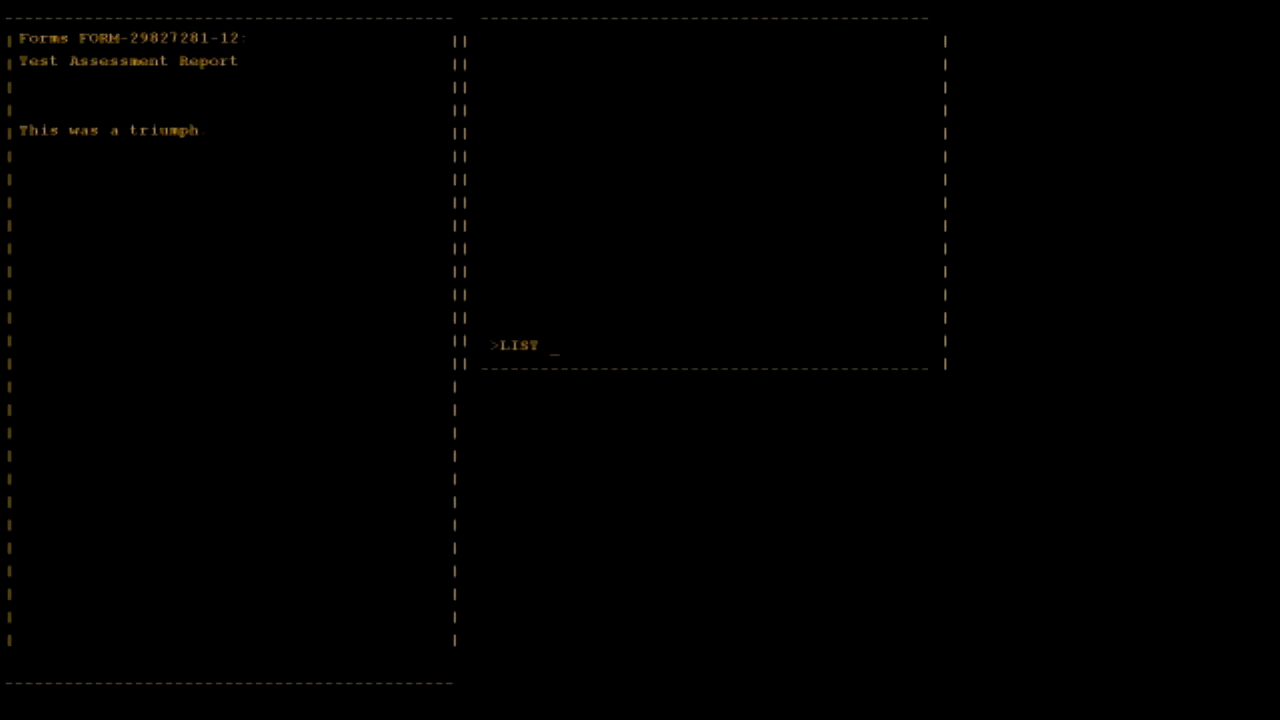 Forms FORM-29827281-12:
Test Assessment Report
This was a triumph
>LIST _